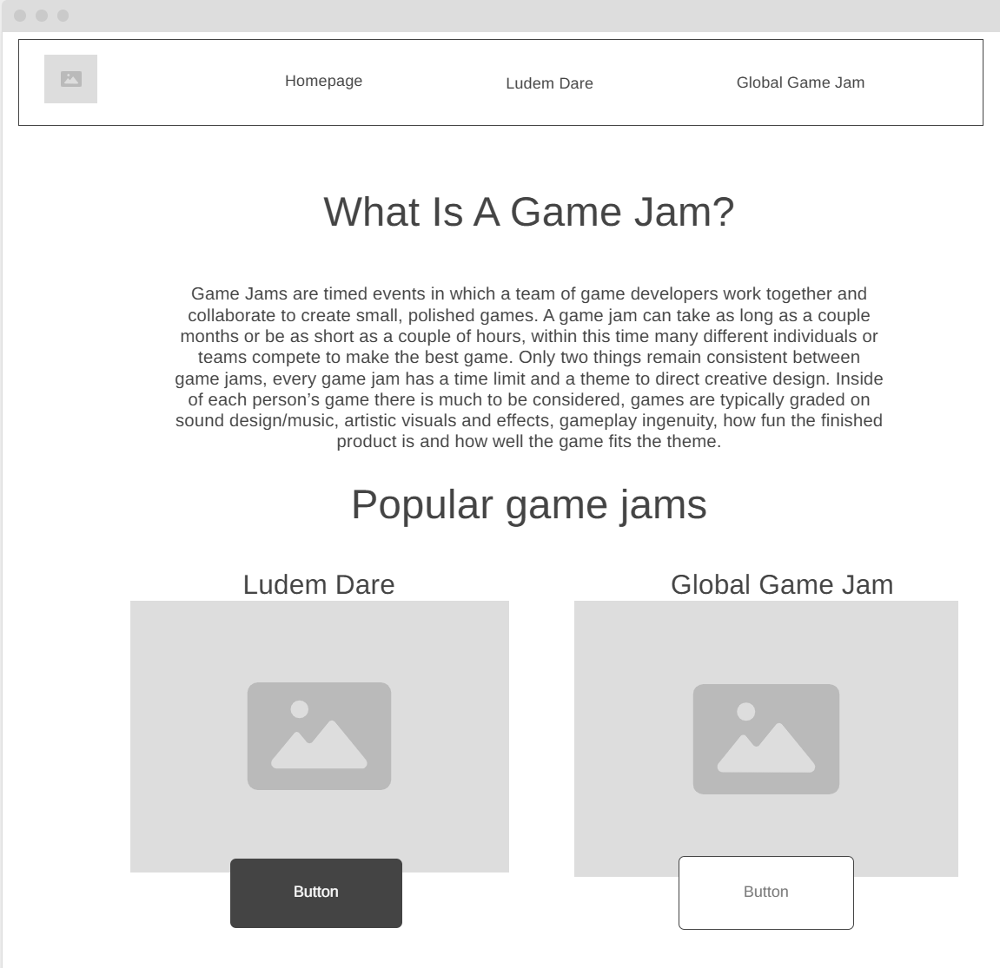 Homepage
Ludem Dare
Global Game Jam
What Is A Game Jam?
Game Jams are timed events in which a team of game developers work together and
collaborate to create small, polished games. A game jam can take as long as a couple
months or be as short as a couple of hours, within this time many different individuals or
teams compete to make the best game. Only two things remain consistent between
game jams, every game jam has a time limit and a theme to direct creative design. Inside
of each person’s game there is much to be considered, games are typically graded on
sound design/music, artistic visuals and effects, gameplay ingenuity, how fun the finished
product is and how well the game fits the theme.
Popular game jams
Ludem Dare
Global Game Jam
Button
Button